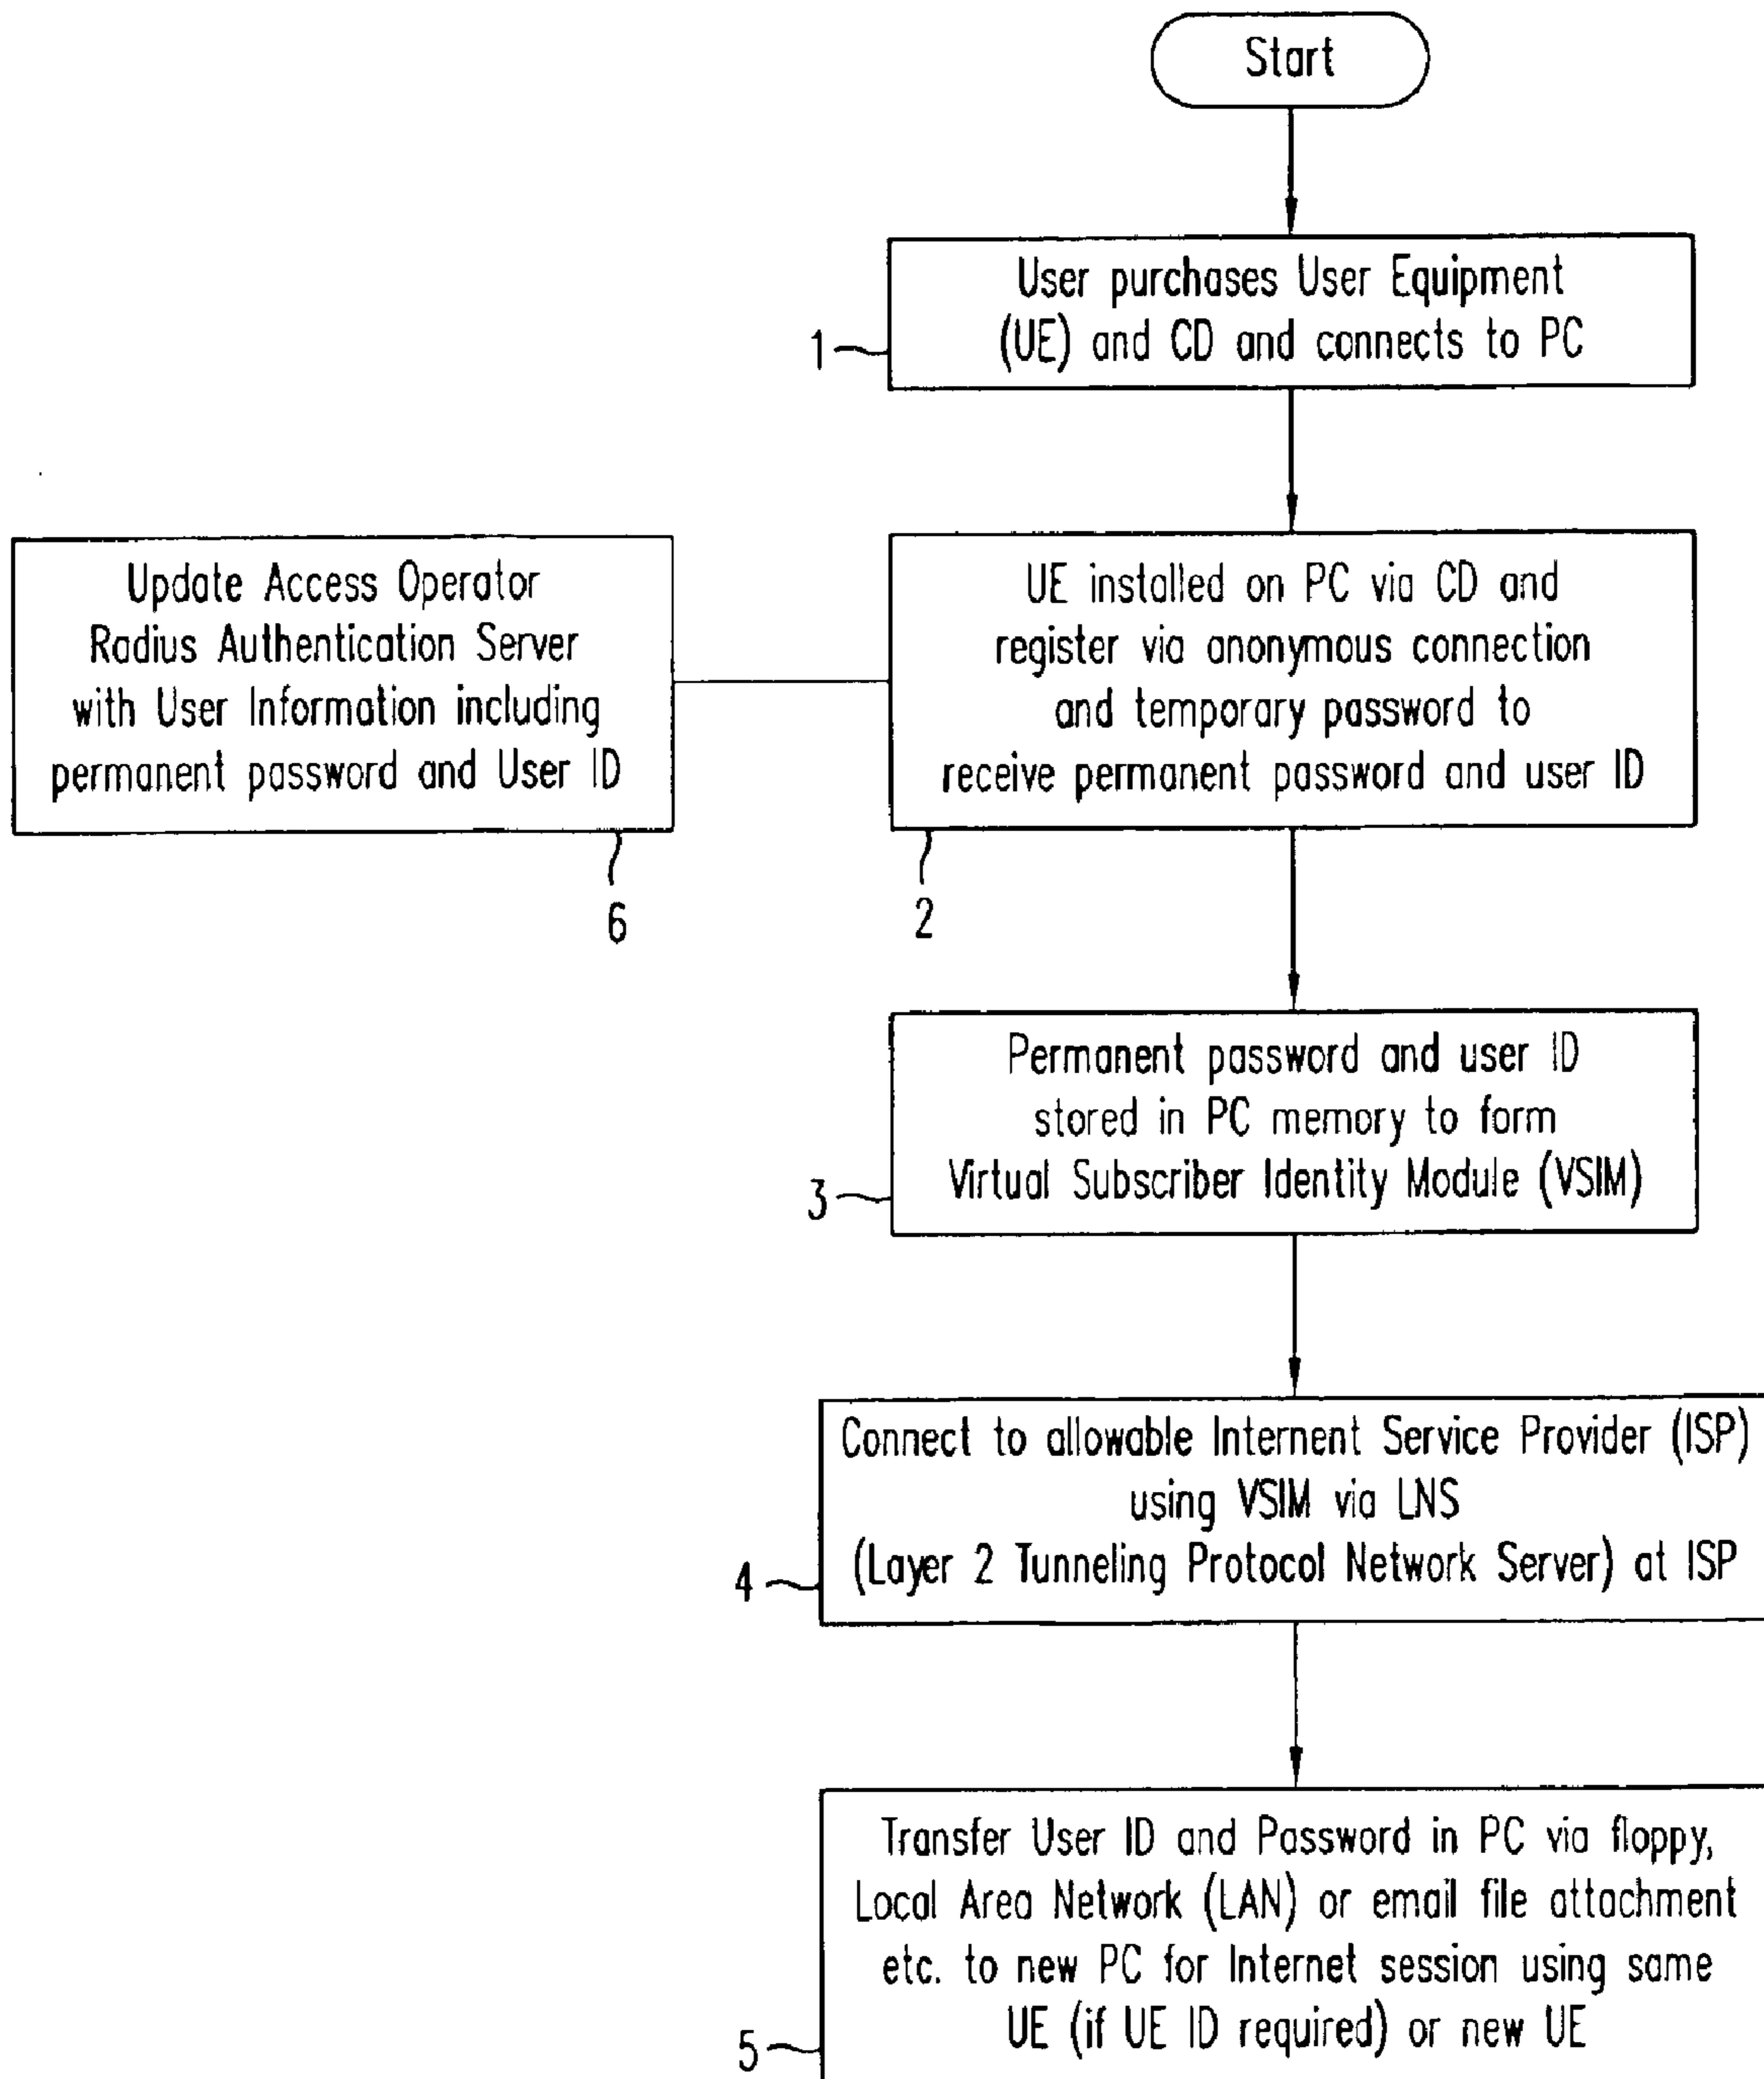 Start
User purchases User Equipment
(UE) and CD and connects to PC
1
Update Access Operator
Radius Authentication Server
with User Information including
permanent password and User ID
6
UE installed on PC via CD and
register via anonymous connection
and temporary password to
receive permanent password and user ID
2
Permanent password and user ID
stored in PC memory to form
Virtual Subscriber Identity Module (VSIM)
3
Connect to allowable Internent Service Provider (ISP)
using VSIM via LNS
(Layer 2 Tunneling Protocol Network Server) at ISP
4
Transfer User ID and Password in PC via floppy,
Local Area Network (LAN) or email file attachment
etc. to new PC for Internet session using same
UE (if UE ID required) or new UE
5